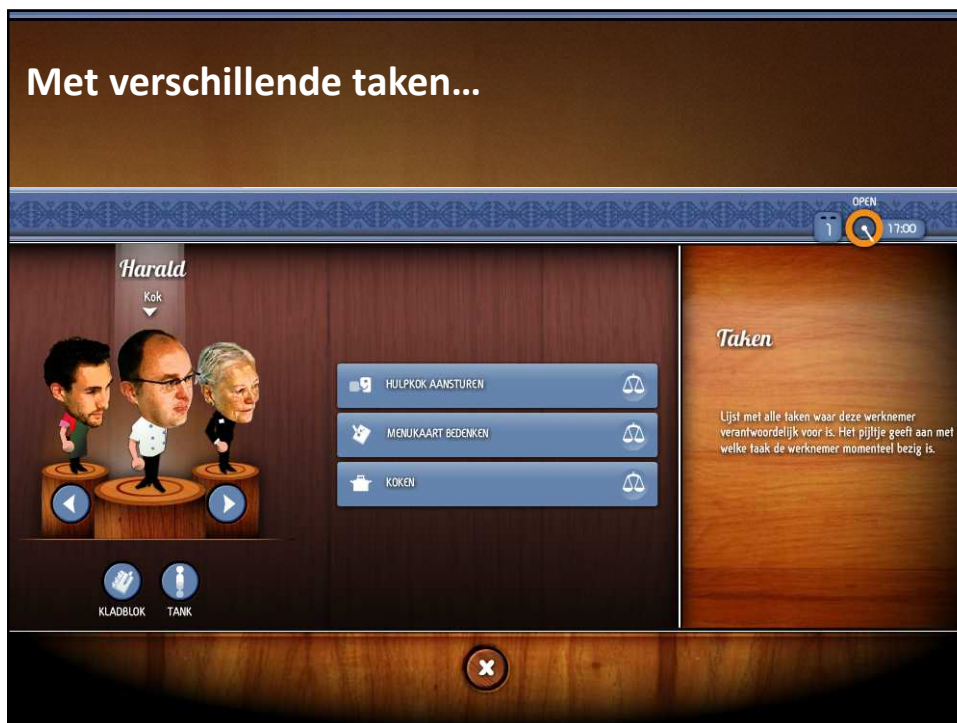 Met verschillende taken...
OPEN
1
17:00
Harald
Kok
HULPKOK AANSTUREN
MENUKAART BEDENKEN
KOKEN
KLADBLOK
TANK
Taken
Lijst met alle taken waar deze werknemer
verantwoordelijk voor is. Het pijltje geeft aan met
welke taak de werknemer momenteel bezig is.